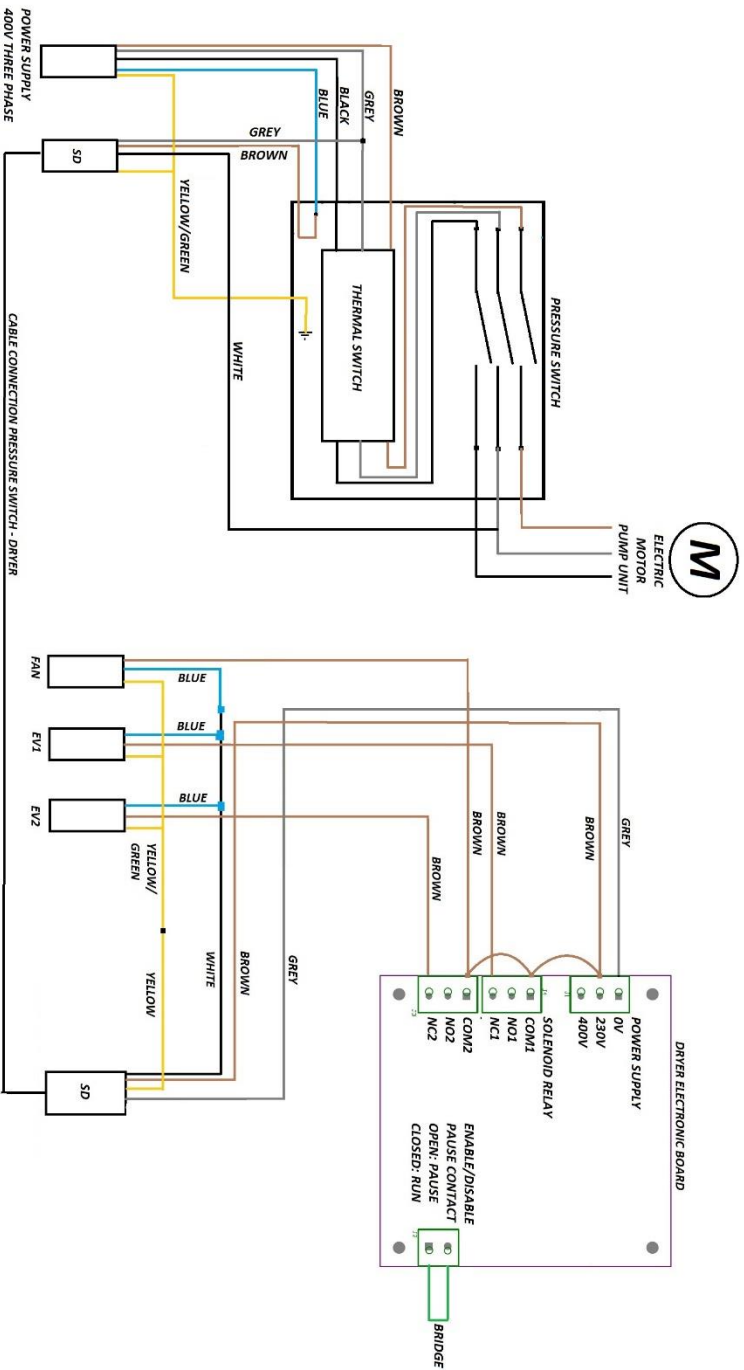 POWER SUPPLY
400V THREE PHASE
BROWN
GREY
BLACK
BLUE
GREY
BROWN
SD
YELLOW/GREEN
WHITE
THERMAL SWITCH
PRESSURE SWITCH
M
ELECTRIC
MOTOR
PUMP UNIT
CABLE CONNECTION PRESSURE SWITCH - DRYER
FAN
BLUE
EV1
BLUE
EV2
BLUE
YELLOW/
GREEN
YELLOW
WHITE
BROWN
GREY
SD
BROWN
BROWN
BROWN
BROWN
GREY
DRYER ELECTRONIC BOARD
POWER SUPPLY
0V
230V
400V
SOLENOID RELAY
COM1
NO1
NC1
COM2
NO2
NC2
ENABLE/DISABLE
PAUSE CONTACT
OPEN: PAUSE
CLOSED: RUN
BRIDGE